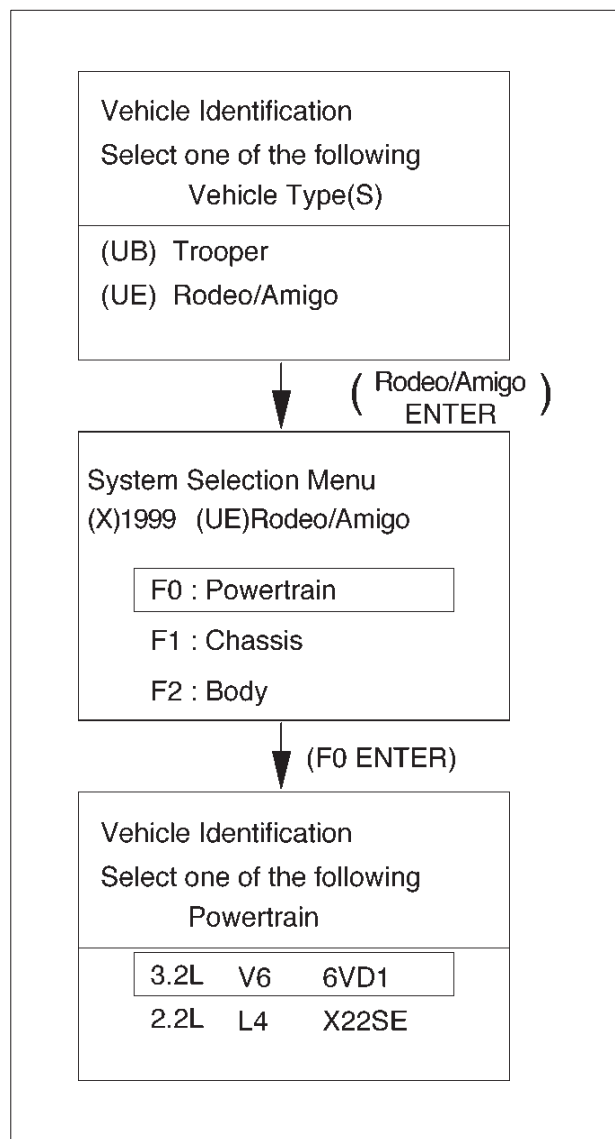 Vehicle Identification
Select one of the following
Vehicle Type(S)
(UB) Trooper
(UE) Rodeo/Amigo
( Rodeo/Amigo )
ENTER
System Selection Menu
(X)1999 (UE)Rodeo/Amigo
F0 : Powertrain
F1 : Chassis
F2 : Body
(F0 ENTER)
Vehicle Identification
Select one of the following
Powertrain
3.2L V6 6VD1
2.2L L4 X22SE